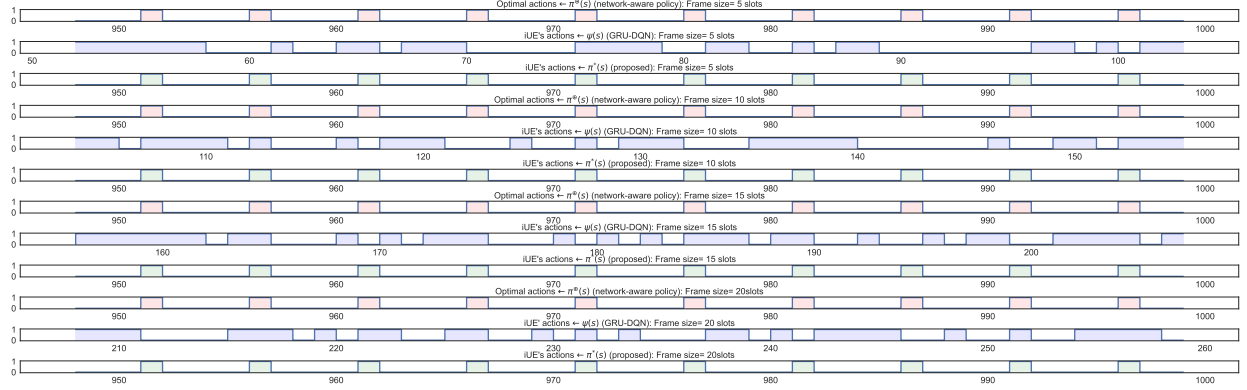 Optimal actions ← π⊛(s) (network-aware policy): Frame size= 5 slots
1
0
950 960 970 980 990 1000
iUE's actions ← ψ(s) (GRU-DQN): Frame size= 5 slots
1
0
50 60 70 80 90 100
iUE's actions ← π*(s) (proposed): Frame size= 5 slots
1
0
950 960 970 980 990 1000
Optimal actions ← π⊛(s) (network-aware policy): Frame size= 10 slots
1
0
950 960 970 980 990 1000
iUE's actions ← ψ(s) (GRU-DQN): Frame size= 10 slots
1
0
110 120 130 140 150
iUE's actions ← π*(s) (proposed): Frame size= 10 slots
1
0
950 960 970 980 990 1000
Optimal actions ← π⊛(s) (network-aware policy): Frame size= 15 slots
1
0
950 960 970 980 990 1000
iUE's actions ← ψ(s) (GRU-DQN): Frame size= 15 slots
1
0
160 170 180 190 200
iUE's actions ← π*(s) (proposed): Frame size= 15 slots
1
0
950 960 970 980 990 1000
Optimal actions ← π⊛(s) (network-aware policy): Frame size= 20slots
1
0
950 960 970 980 990 1000
iUE' actions ← ψ(s) (GRU-DQN): Frame size= 20 slots
1
0
210 220 230 240 250 260
iUE's actions ← π*(s) (proposed): Frame size= 20slots
1
0
950 960 970 980 990 1000